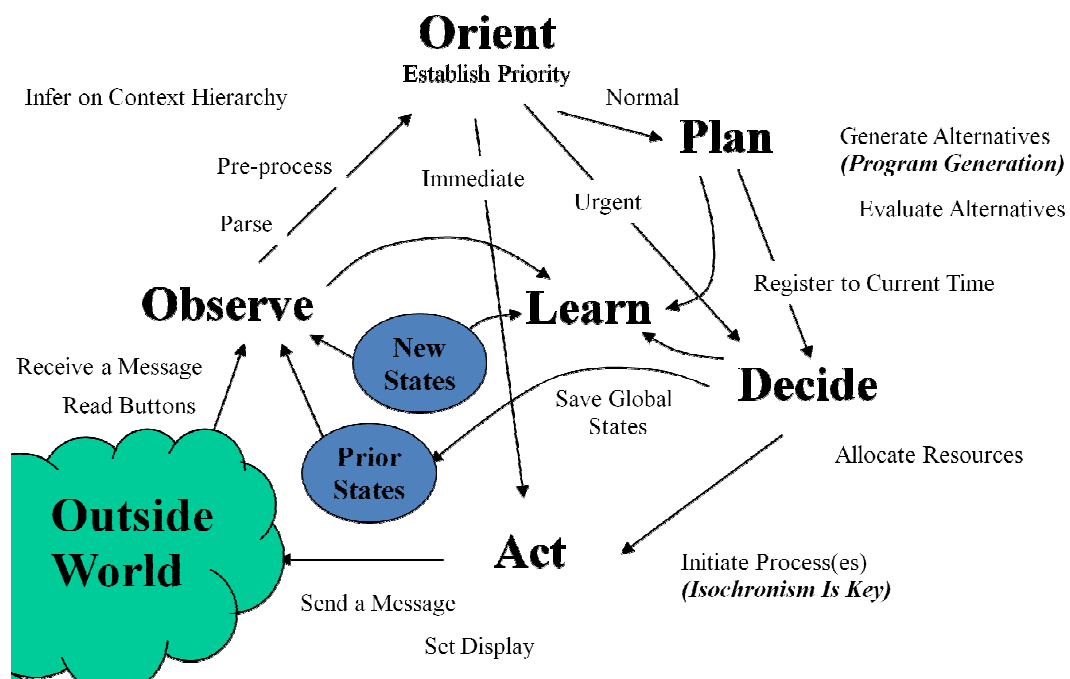 Orient
Establish Priority
Infer on Context Hierarchy
Normal
Plan
Generate Alternatives
(Program Generation)
Pre-process
Immediate
Urgent
Evaluate Alternatives
Parse
Register to Current Time
Observe
Learn
New
States
Receive a Message
Read Buttons
Decide
Save Global
States
Prior
States
Allocate Resources
Outside
World
Act
Initiate Process(es)
(Isochronism Is Key)
Send a Message
Set Display